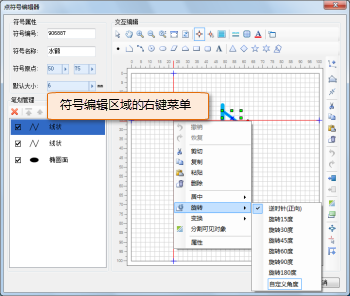 点符号编辑器
符号属性
交互编辑
符号编号: 90688T
符号名称: 水鹤
符号原点: 50 75
默认大小: 6
笔划管理
线状
线状
椭圆面
符号编辑区域的右键菜单
撤销
恢复
剪切
复制
粘贴
删除
居中
旋转
变换
分割可见对象
属性
逆时针(正向)
旋转15度
旋转30度
旋转45度
旋转60度
旋转90度
旋转180度
自定义角度